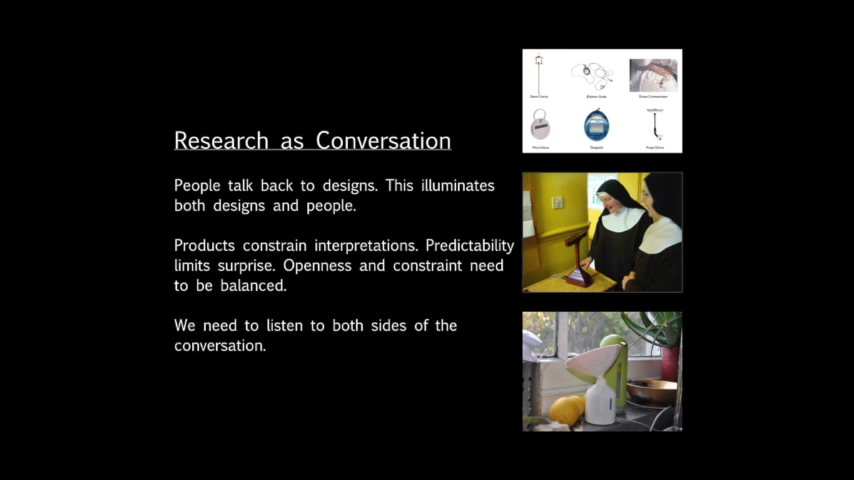 Research as Conversation
People talk back to designs. This illuminates
both designs and people.
Products constrain interpretations. Predictability
limits surprise. Openness and constraint need
to be balanced.
We need to listen to both sides of the
conversation.